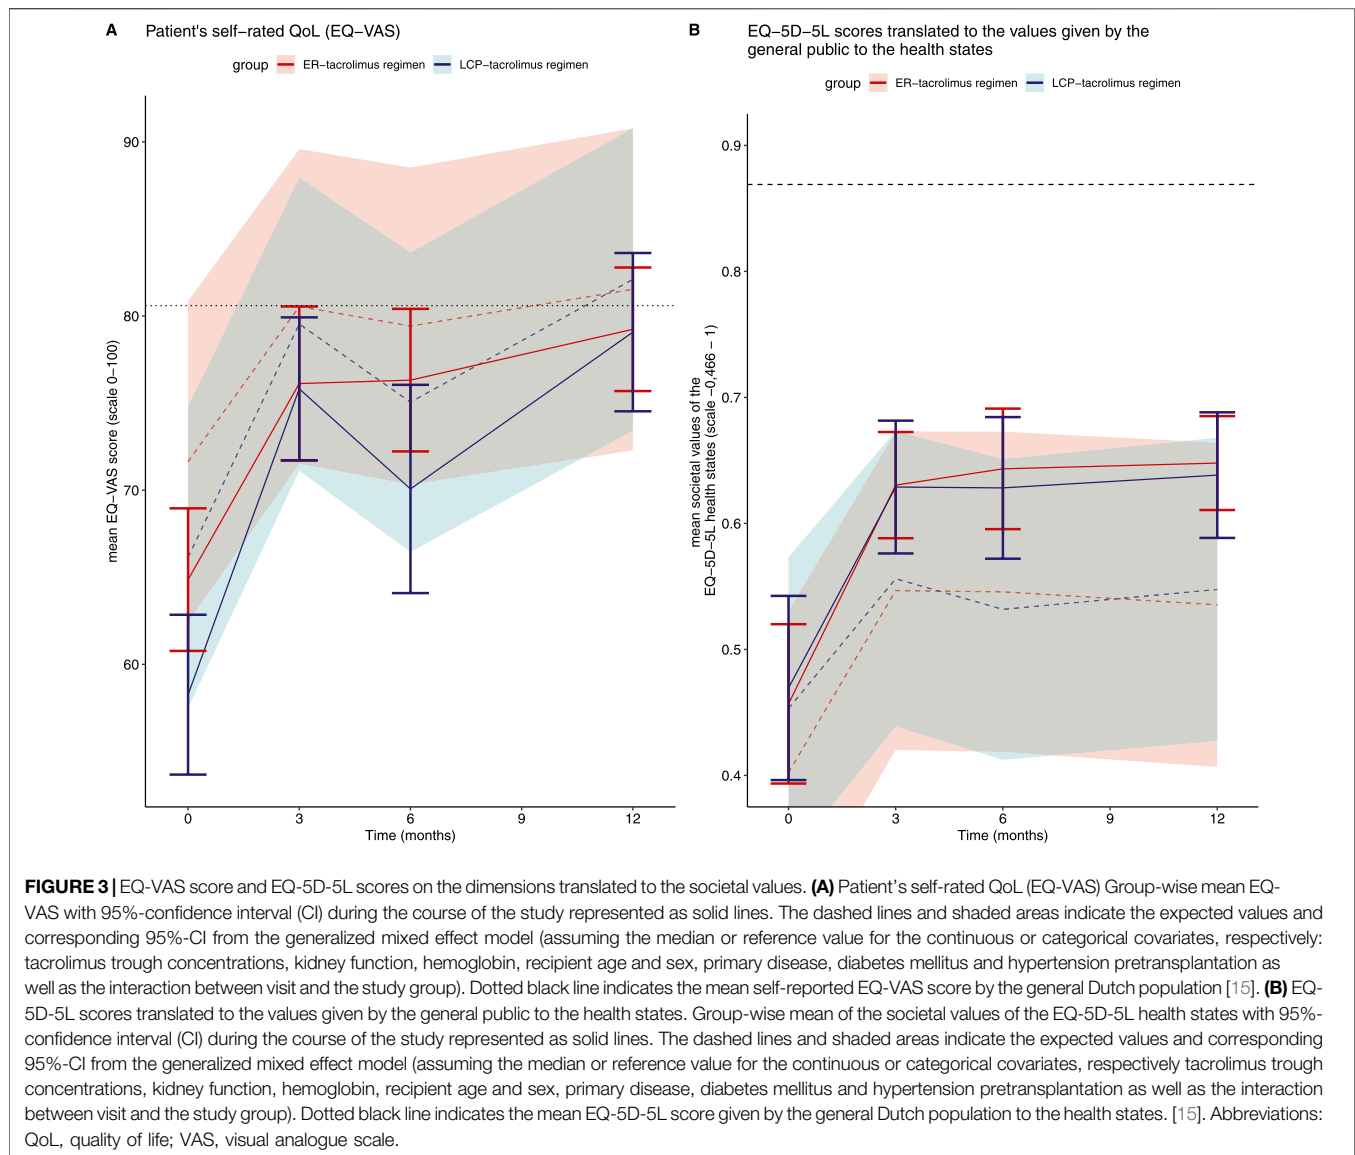 A Patient's self-rated QoL (EQ−VAS)
group ER−tacrolimus regimen LCP−tacrolimus regimen
mean EQ−VAS score (scale 0−100)
90
80
70
60
0 3 6 9 12
Time (months)
B EQ−5D−5L scores translated to the values given by the
general public to the health states
group ER−tacrolimus regimen LCP−tacrolimus regimen
mean societal values of the
EQ−5D−5L health states (scale −0,466 − 1)
0.9
0.8
0.7
0.6
0.5
0.4
0 3 6 9 12
Time (months)
FIGURE 3 | EQ-VAS score and EQ-5D-5L scores on the dimensions translated to the societal values. (A) Patient's self-rated QoL (EQ-VAS) Group-wise mean EQ-
VAS with 95%-confidence interval (CI) during the course of the study represented as solid lines. The dashed lines and shaded areas indicate the expected values and
corresponding 95%-CI from the generalized mixed effect model (assuming the median or reference value for the continuous or categorical covariates, respectively:
tacrolimus trough concentrations, kidney function, hemoglobin, recipient age and sex, primary disease, diabetes mellitus and hypertension pretransplantation as
well as the interaction between visit and the study group). Dotted black line indicates the mean self-reported EQ-VAS score by the general Dutch population [15]. (B) EQ-
5D-5L scores translated to the values given by the general public to the health states. Group-wise mean of the societal values of the EQ-5D-5L health states with 95%-
confidence interval (CI) during the course of the study represented as solid lines. The dashed lines and shaded areas indicate the expected values and corresponding
95%-CI from the generalized mixed effect model (assuming the median or reference value for the continuous or categorical covariates, respectively tacrolimus trough
concentrations, kidney function, hemoglobin, recipient age and sex, primary disease, diabetes mellitus and hypertension pretransplantation as well as the interaction
between visit and the study group). Dotted black line indicates the mean EQ-5D-5L score given by the general Dutch population to the health states. [15]. Abbreviations:
QoL, quality of life; VAS, visual analogue scale.